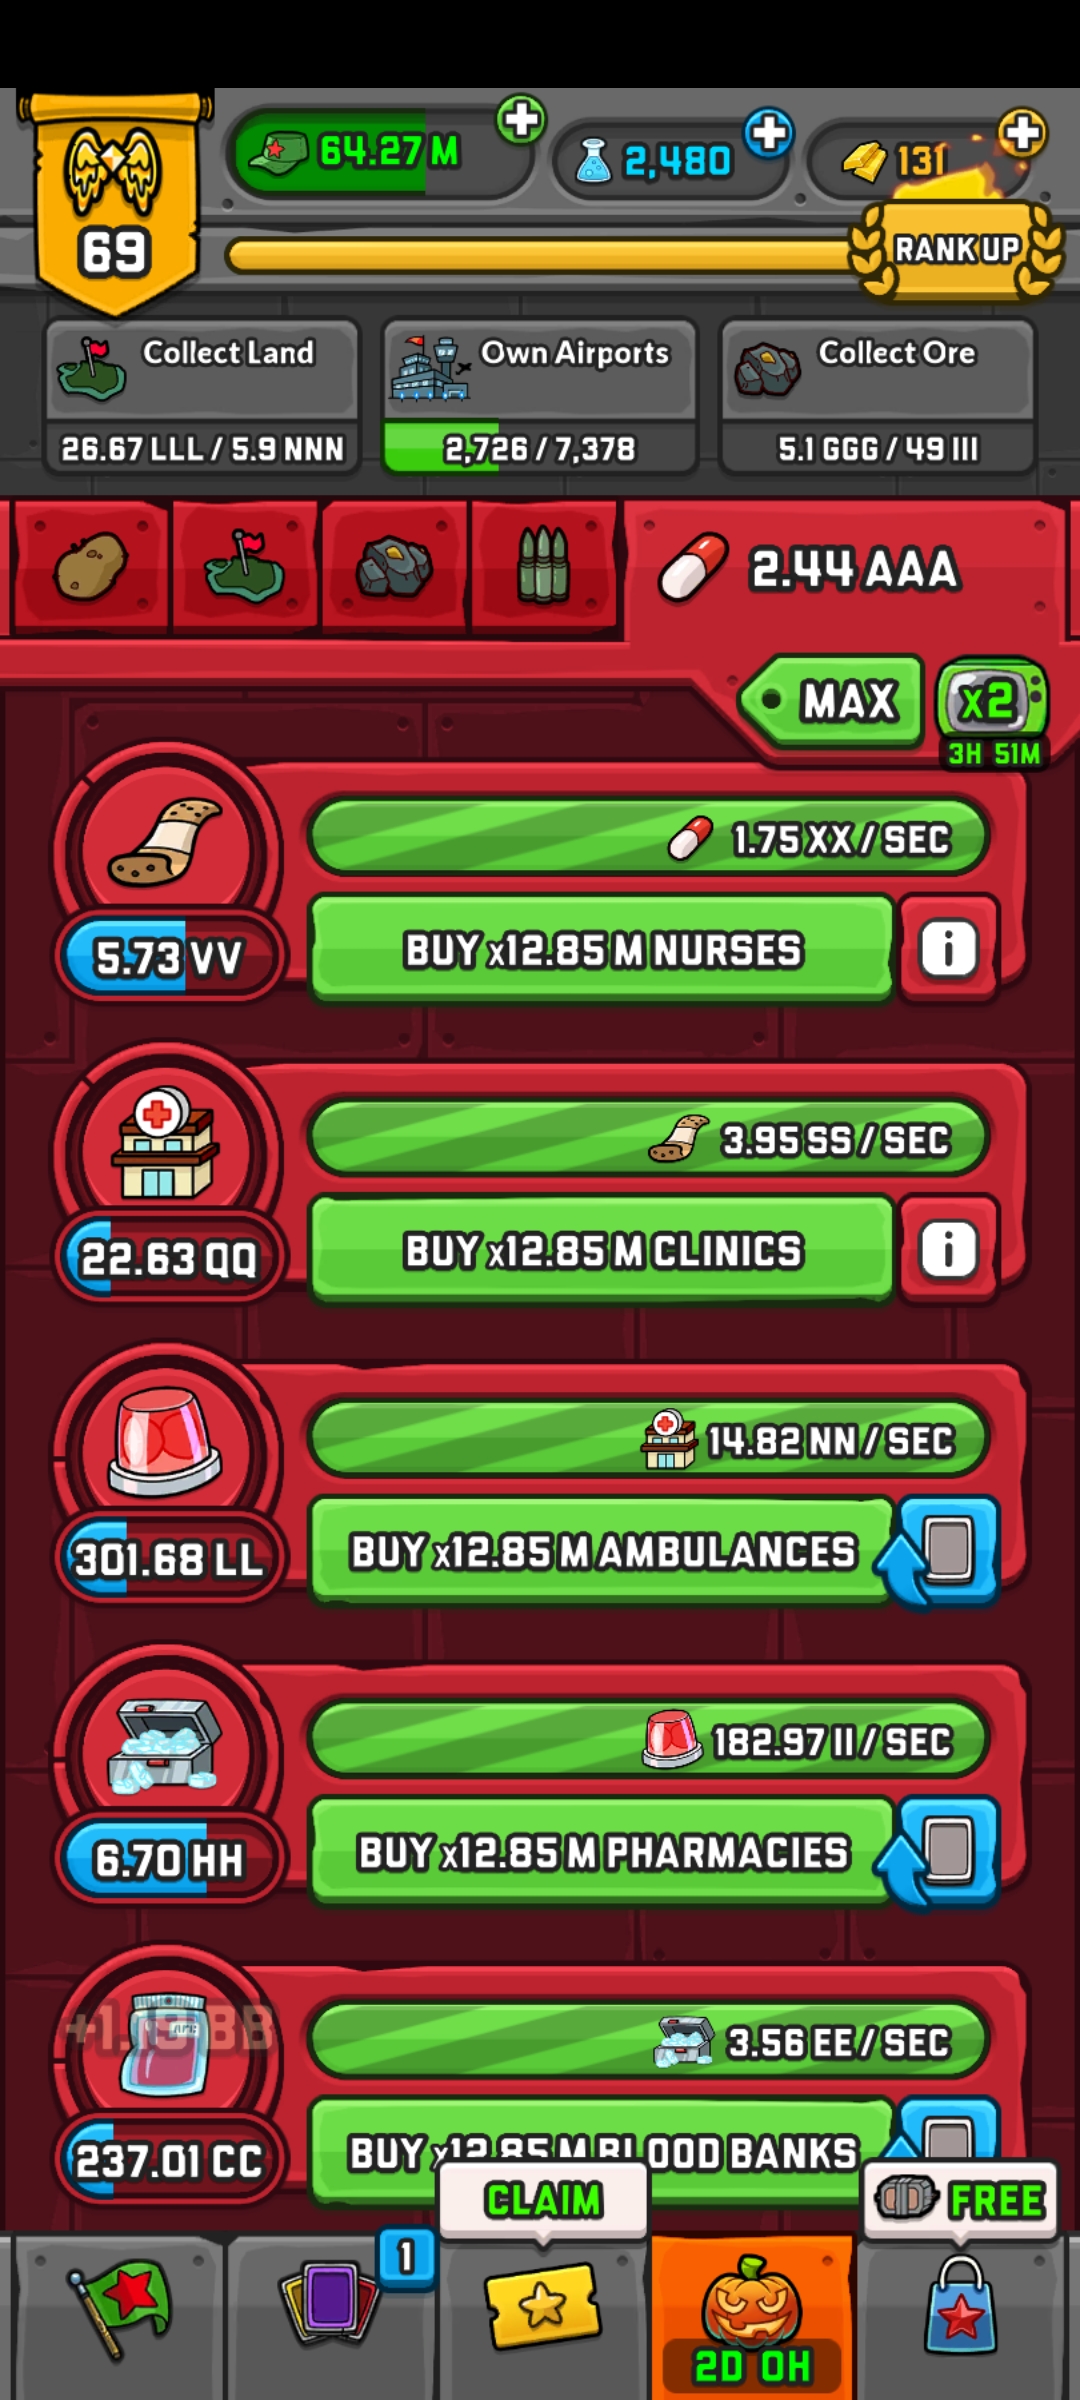 69
64.27 M
2,480
131
RANK UP
Collect Land
26.67 LLL / 5.9 NNN
Own Airports
2,726 / 7,378
Collect Ore
5.1 GGG / 49 III
2.44 AAA
MAX
x2
3H 51M
1.75 XX / SEC
5.73 VV
BUY x12.85 M NURSES
i
3.95 SS / SEC
22.63 QQ
BUY x12.85 M CLINICS
i
14.82 NN / SEC
301.68 LL
BUY x12.85 M AMBULANCES
182.97 II / SEC
6.70 HH
BUY x12.85 M PHARMACIES
3.56 EE / SEC
237.01 CC
BUY x12.85 M BLOOD BANKS
CLAIM
FREE
1
2D 0H